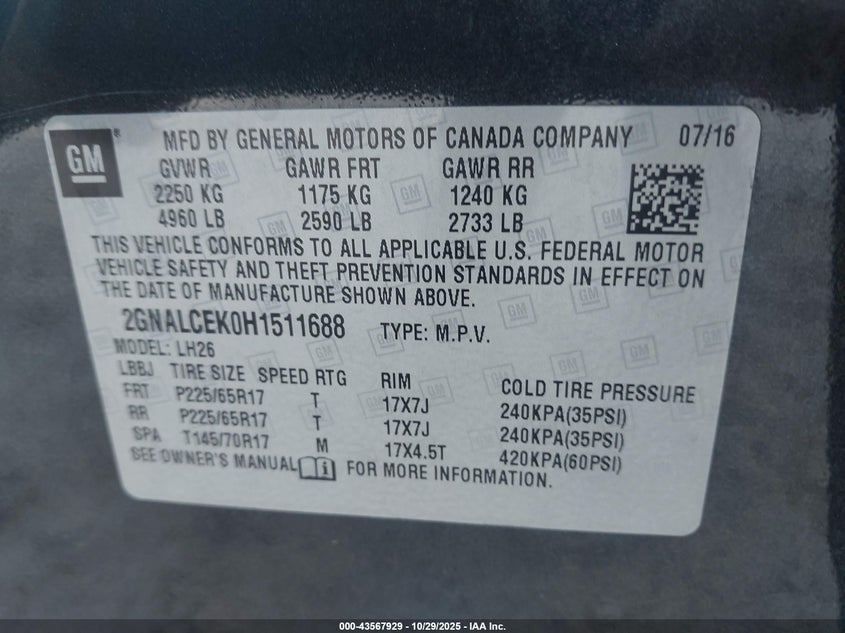 GM ® MFD BY GENERAL MOTORS OF CANADA COMPANY 07/16
GVWR GAWR FRT GAWR RR
2250 KG 1175 KG 1240 KG
4960 LB 2590 LB 2733 LB
THIS VEHICLE CONFORMS TO ALL APPLICABLE U.S. FEDERAL MOTOR
VEHICLE SAFETY AND THEFT PREVENTION STANDARDS IN EFFECT ON
THE DATE OF MANUFACTURE SHOWN ABOVE.
2GNALCEK0H1511688 TYPE: M.P.V.
MODEL: LH26
LBBJ TIRE SIZE SPEED RTG RIM COLD TIRE PRESSURE
FRT P225/65R17 T 17X7J 240KPA(35PSI)
RR P225/65R17 T 17X7J 240KPA(35PSI)
SPA T145/70R17 M 17X4.5T 420KPA(60PSI)
SEE OWNER'S MANUAL FOR MORE INFORMATION.
000-43567929 - 10/29/2025 - IAA Inc.